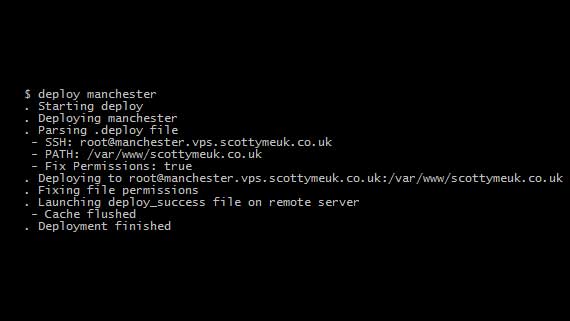 $ deploy manchester
. Starting deploy
. Deploying manchester
. Parsing .deploy file
- SSH: root@manchester.vps.scottymeuk.co.uk
- PATH: /var/www/scottymeuk.co.uk
- Fix Permissions: true
. Deploying to root@manchester.vps.scottymeuk.co.uk:/var/www/scottymeuk.co.uk
. Fixing file permissions
. Launching deploy_success file on remote server
- Cache flushed
. Deployment finished